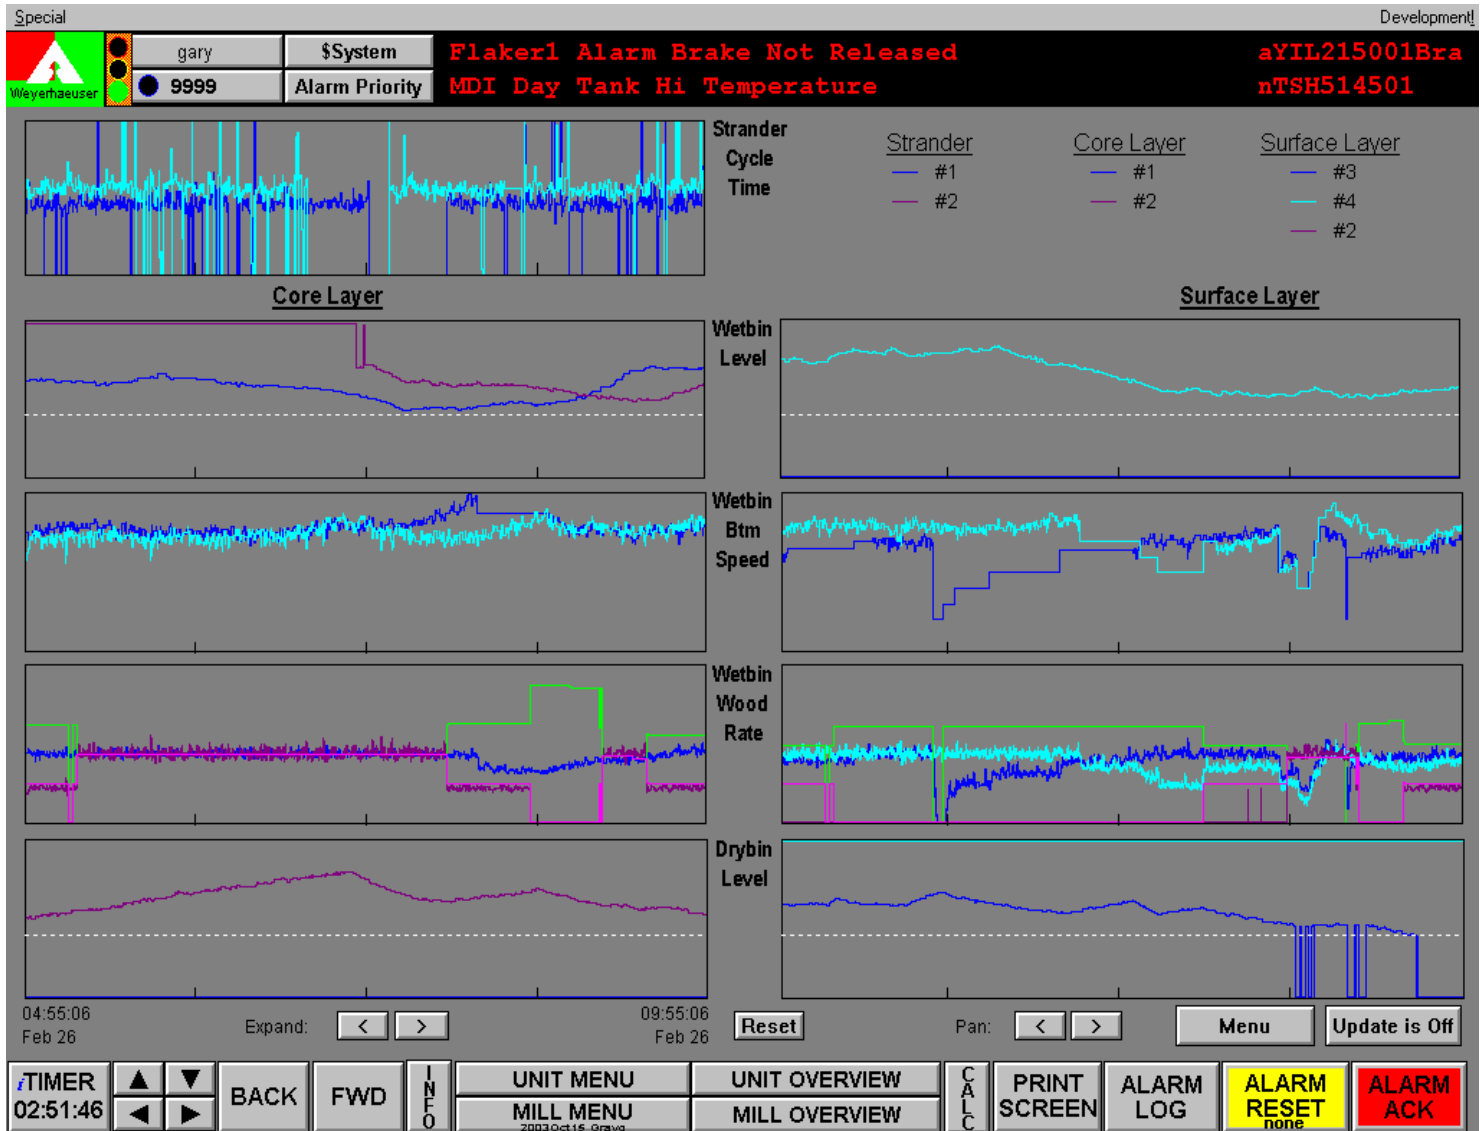 Special
Development!
Weyerhaeuser
gary
$System
Flaker1 Alarm Brake Not Released
aYIL215001Bra
9999
Alarm Priority
MDI Day Tank Hi Temperature
nTSH514501
Strander
Cycle
Time
Strander
#1
#2
Core Layer
#1
#2
Surface Layer
#3
#4
#2
Core Layer
Surface Layer
Wetbin
Level
Wetbin
Btm
Speed
Wetbin
Wood
Rate
Drybin
Level
04:55:06
Feb 26
Expand:
<
>
09:55:06
Feb 26
Reset
Pan:
<
>
Menu
Update is Off
iTIMER
02:51:46
BACK
FWD
INFO
UNIT MENU
MILL MENU
UNIT OVERVIEW
MILL OVERVIEW
CALC
PRINT
SCREEN
ALARM
LOG
ALARM
RESET
none
ALARM
ACK